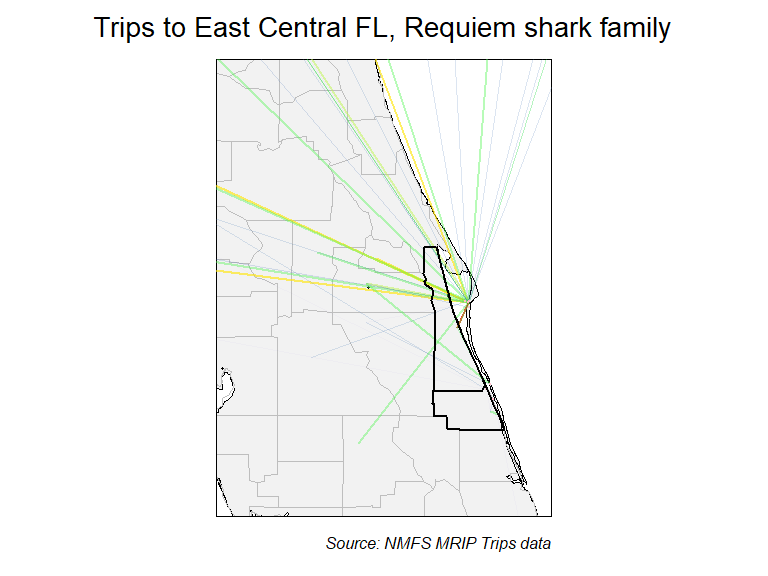 Trips to East Central FL, Requiem shark family
Source: NMFS MRIP Trips data